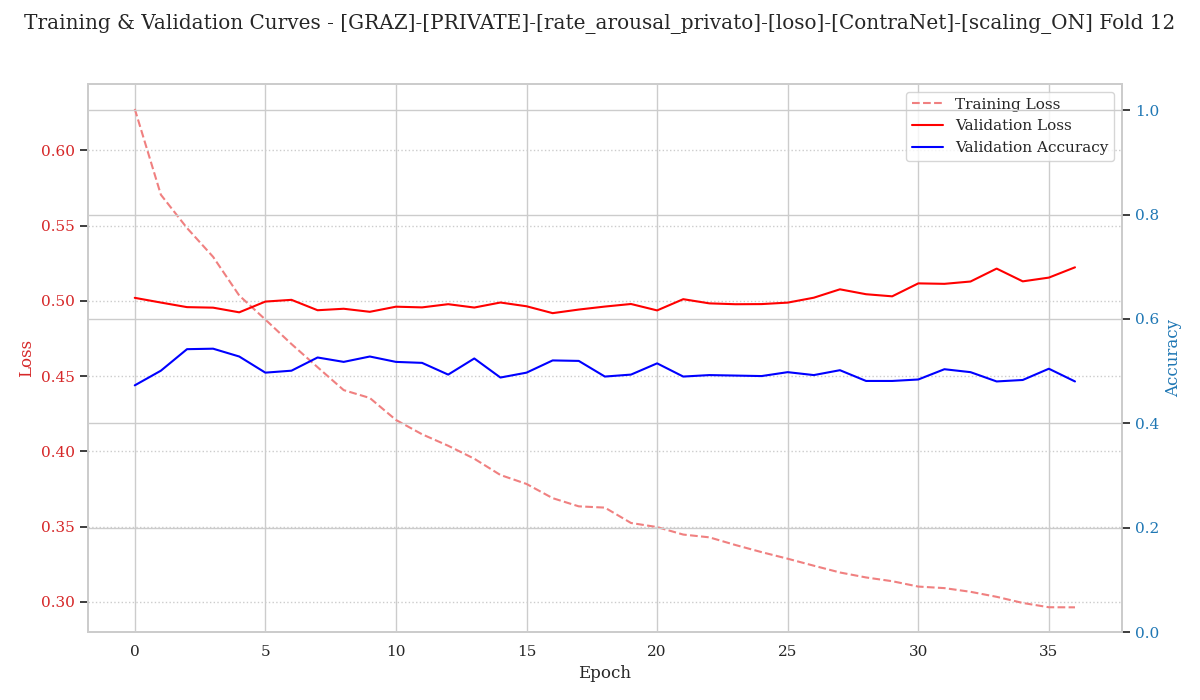 Training & Validation Curves - [GRAZ]-[PRIVATE]-[rate_arousal_privato]-[loso]-[ContraNet]-[scaling_ON] Fold 12
Training Loss
Validation Loss
Validation Accuracy
0.60
0.55
0.50
0.45
0.40
0.35
0.30
Loss
1.0
0.8
0.6
0.4
0.2
0.0
Accuracy
0 5 10 15 20 25 30 35
Epoch